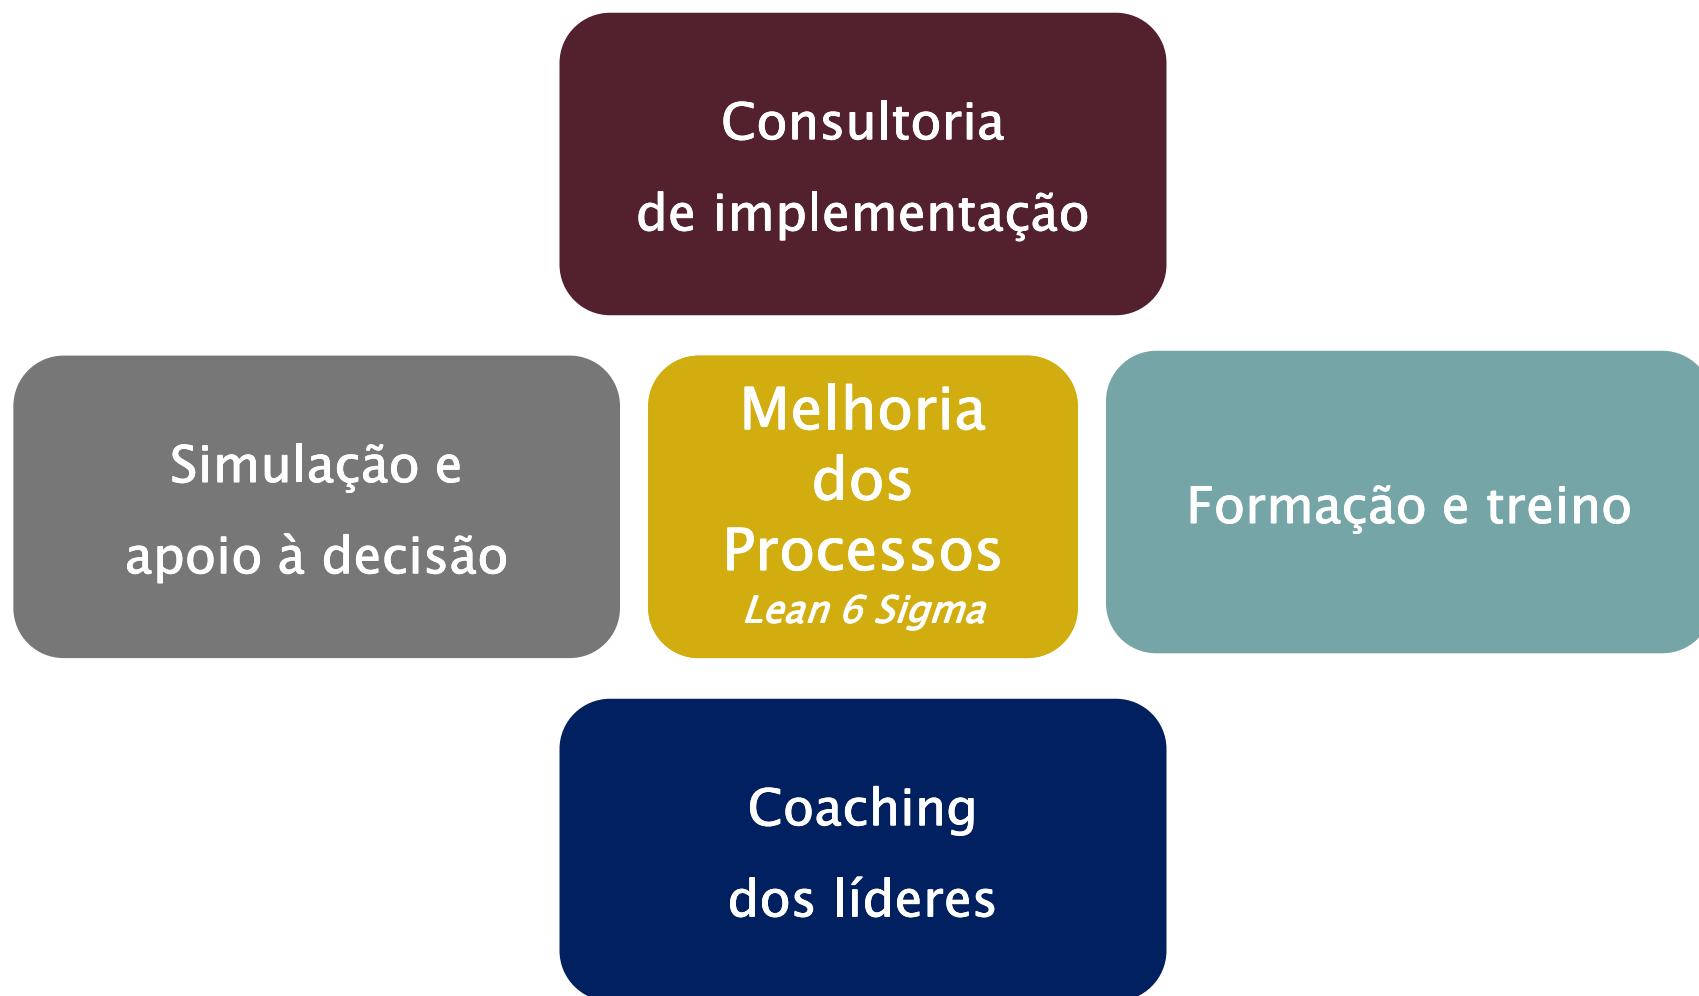 Consultoria
de implementação
Simulação e
apoio à decisão
Melhoria
dos
Processos
Lean 6 Sigma
Formação e treino
Coaching
dos líderes